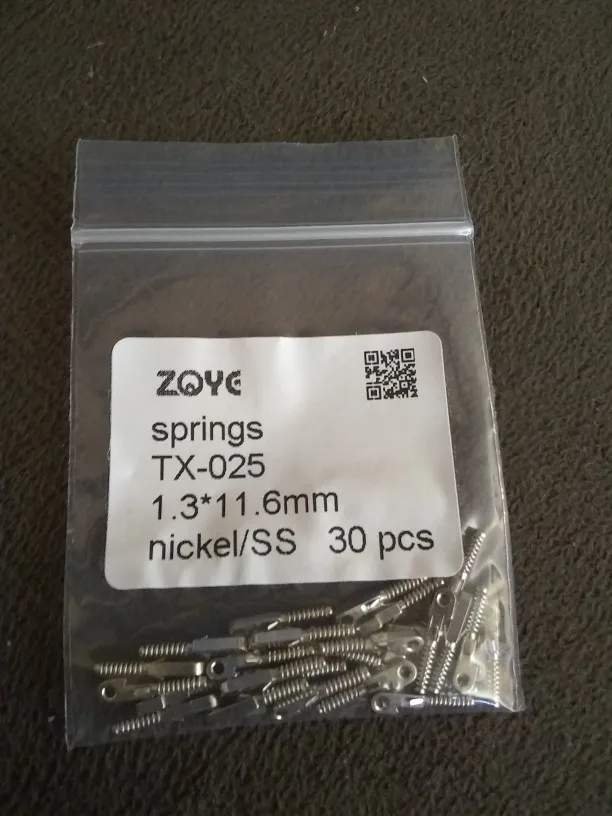 ZOYE
springs
TX-025
1.3*11.6mm
nickel/SS 30 pcs